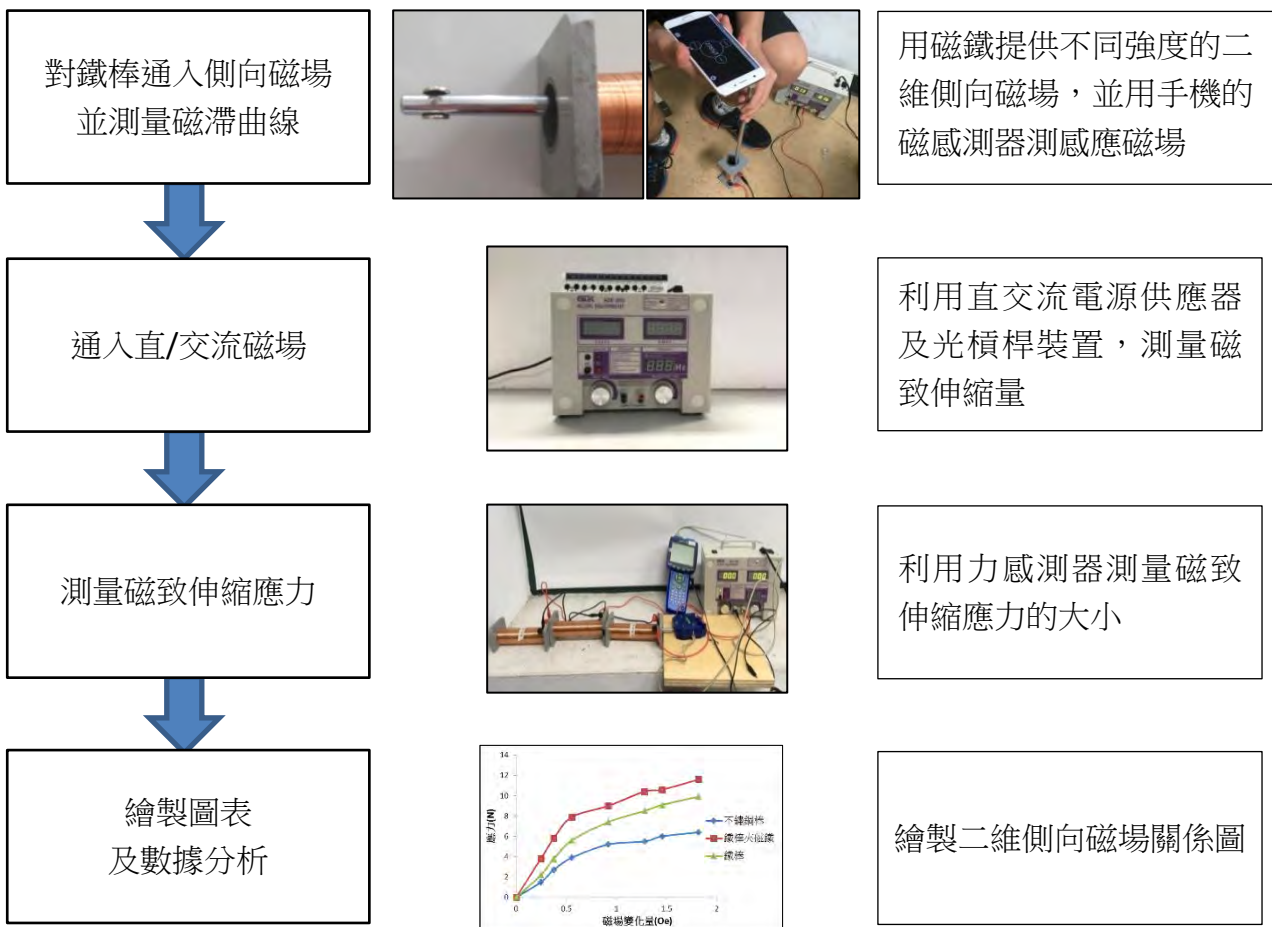 對鐵棒通入側向磁場
並測量磁滯曲線
用磁鐵提供不同強度的二
維側向磁場，並用手機的
磁感測器測感應磁場
通入直/交流磁場
利用直交流電源供應器
及光槓桿裝置，測量磁
致伸縮量
測量磁致伸縮應力
利用力感測器測量磁致
伸縮應力的大小
繪製圖表
及數據分析
應力(N)
14
12
10
8
6
4
2
0
0
0.5
1
1.5
2
磁場變化量(Oe)
不鏽鋼棒
鐵棒夾磁鐵
鐵棒
繪製二維側向磁場關係圖